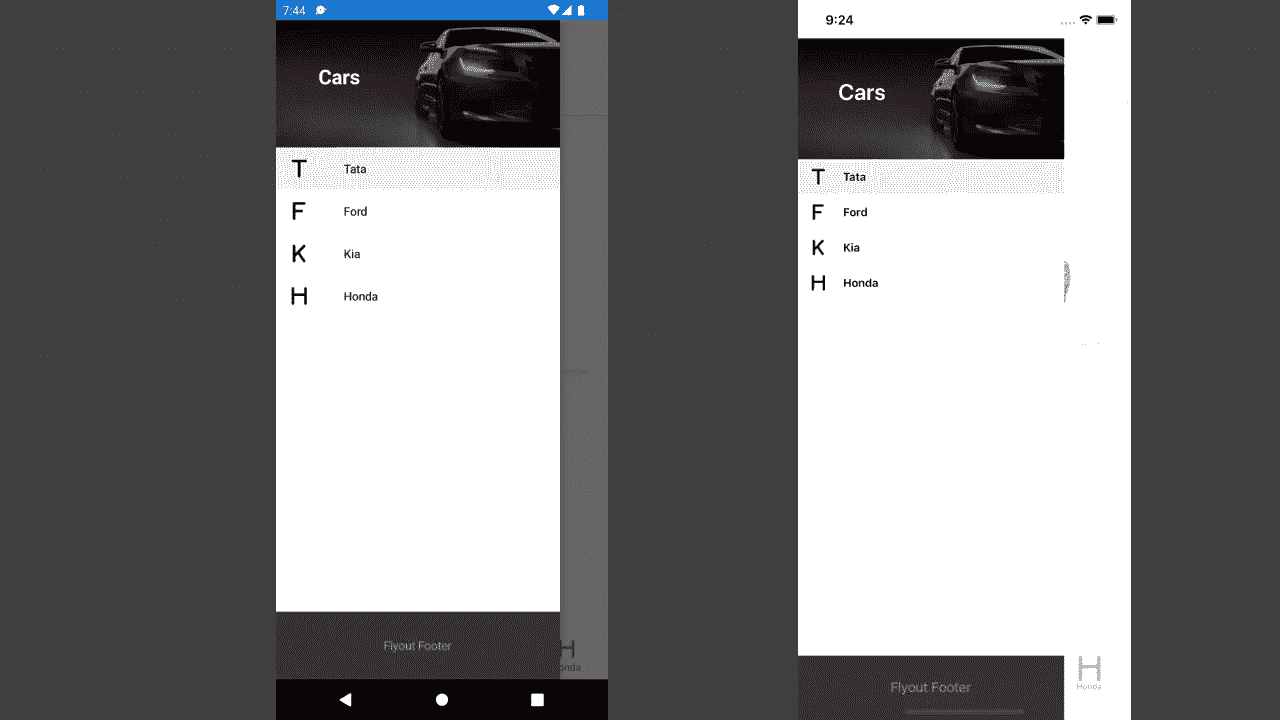 7:44
Cars
T Tata
F Ford
K Kia
H Honda
Flyout Footer
H
onda
9:24
Cars
T Tata
F Ford
K Kia
H Honda
Flyout Footer
H
Honda